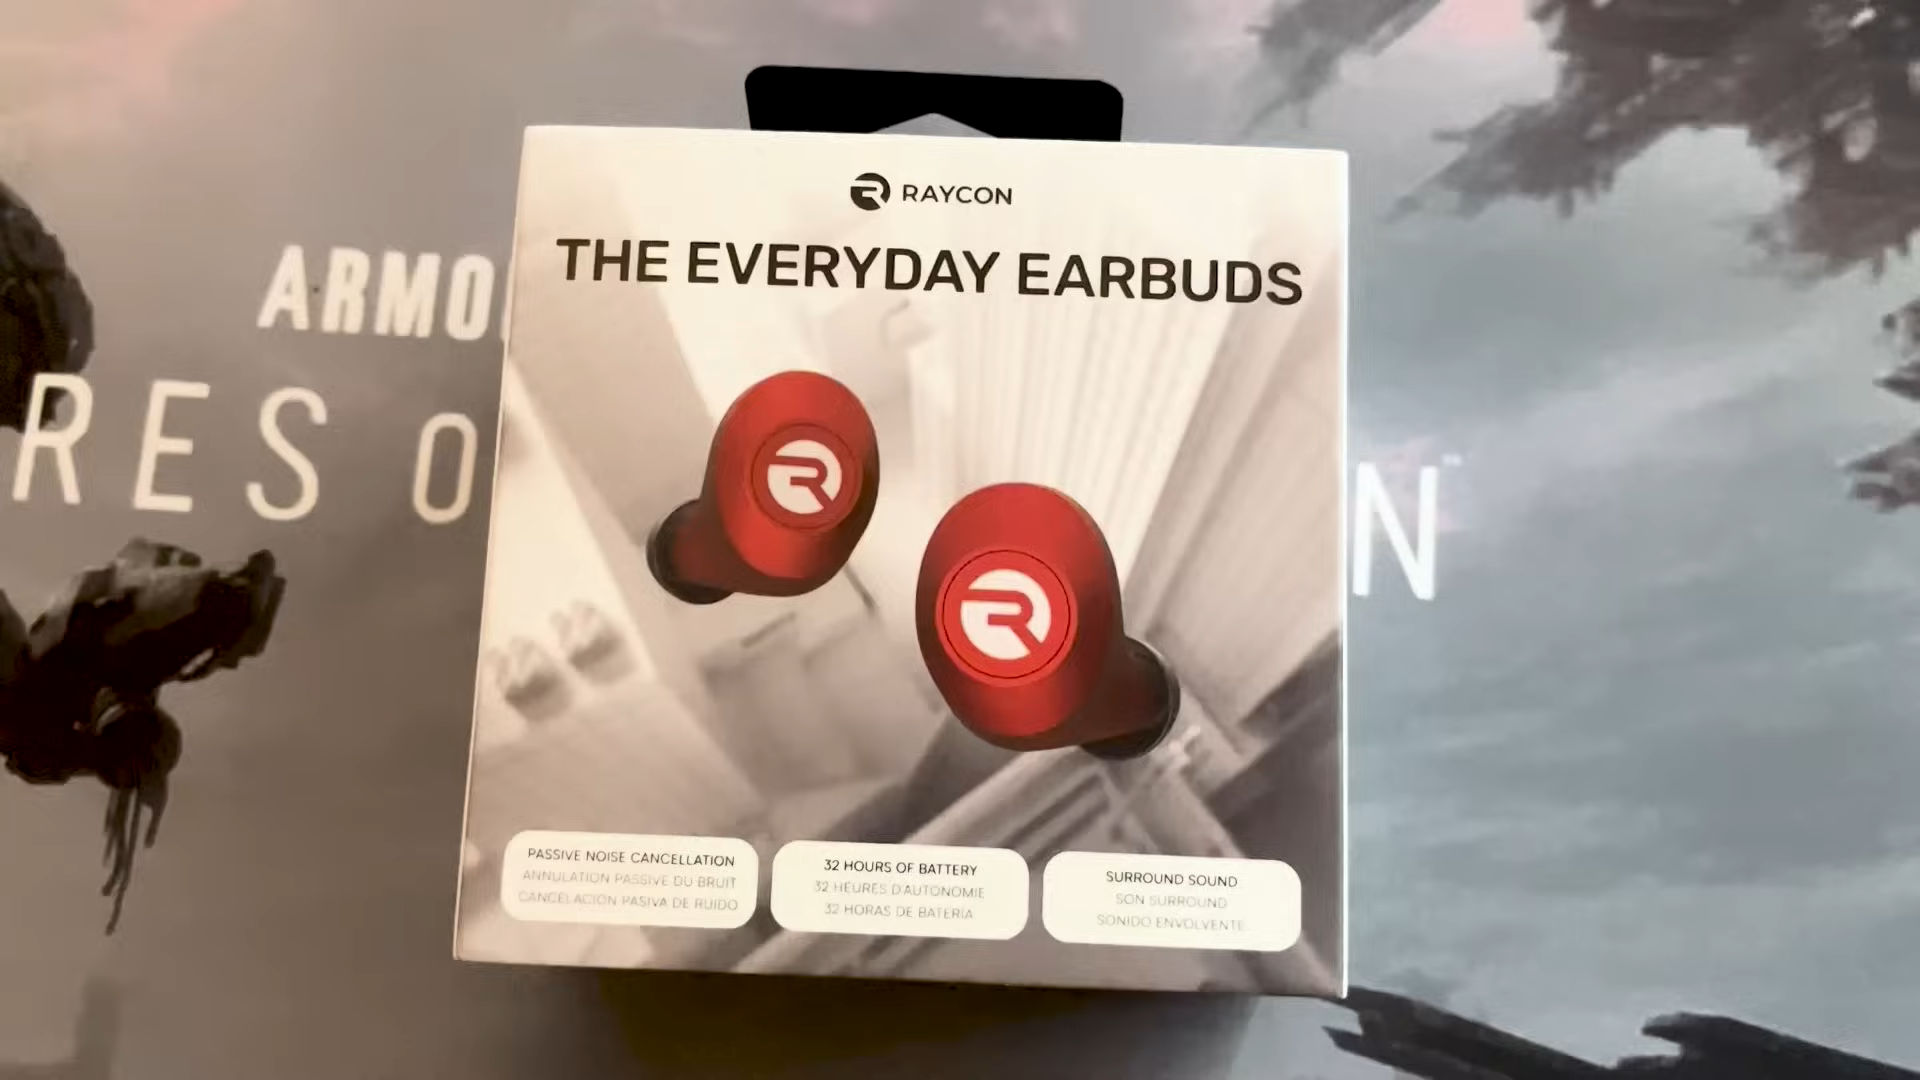 RAYCON
THE EVERYDAY EARBUDS
ARMO
RES O
N
PASSIVE NOISE CANCELLATION
ANNULATION PASSIVE DU BRUIT
CANCELACIÓN PASIVA DE RUIDO
32 HOURS OF BATTERY
32 HEURES D'AUTONOMIE
32 HORAS DE BATERÍA
SURROUND SOUND
SON SURROUND
SONIDO ENVOLVENTE